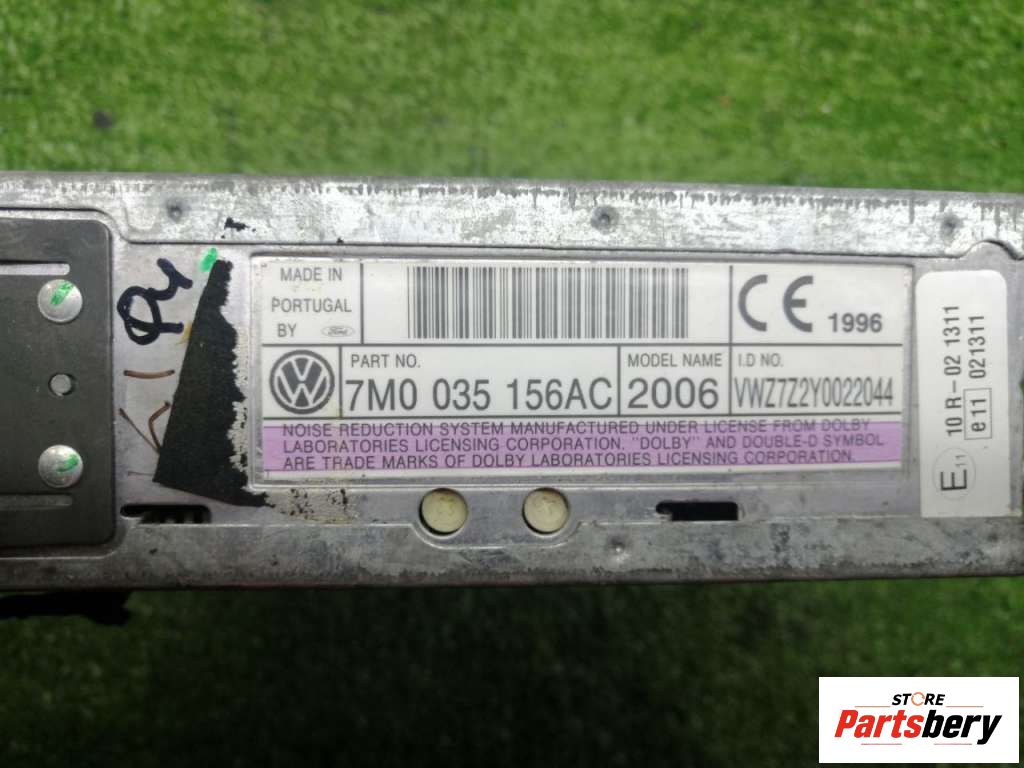 MADE IN
PORTUGAL
BY Ford
CE 1996
PART NO.
7M0 035 156AC
MODEL NAME
2006
I.D NO.
VWZ7Z2Y0022044
NOISE REDUCTION SYSTEM MANUFACTURED UNDER LICENSE FROM DOLBY
LABORATORIES LICENSING CORPORATION. "DOLBY" AND DOUBLE-D SYMBOL
ARE TRADE MARKS OF DOLBY LABORATORIES LICENSING CORPORATION.
E11
10 R-02 1311
e11 021311
STORE
Partsbery